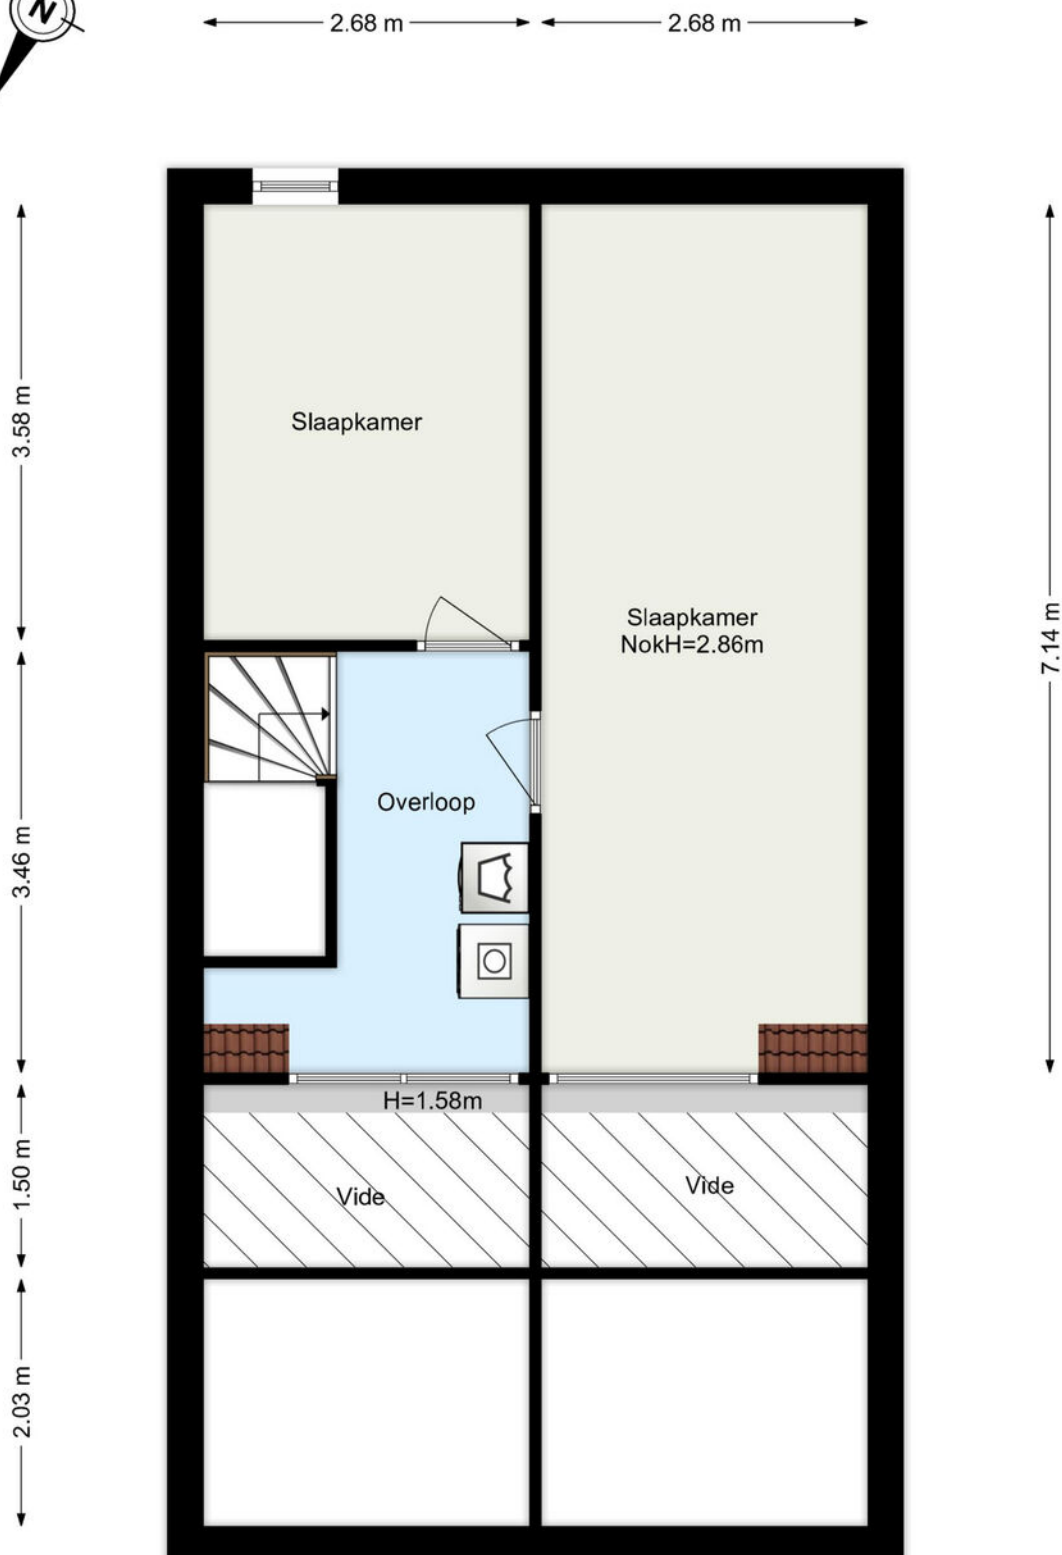 N
2.68 m
2.68 m
3.58 m
Slaapkamer
Slaapkamer
NokH=2.86m
7.14 m
Overloop
3.46 m
H=1.58m
1.50 m
Vide
Vide
2.03 m